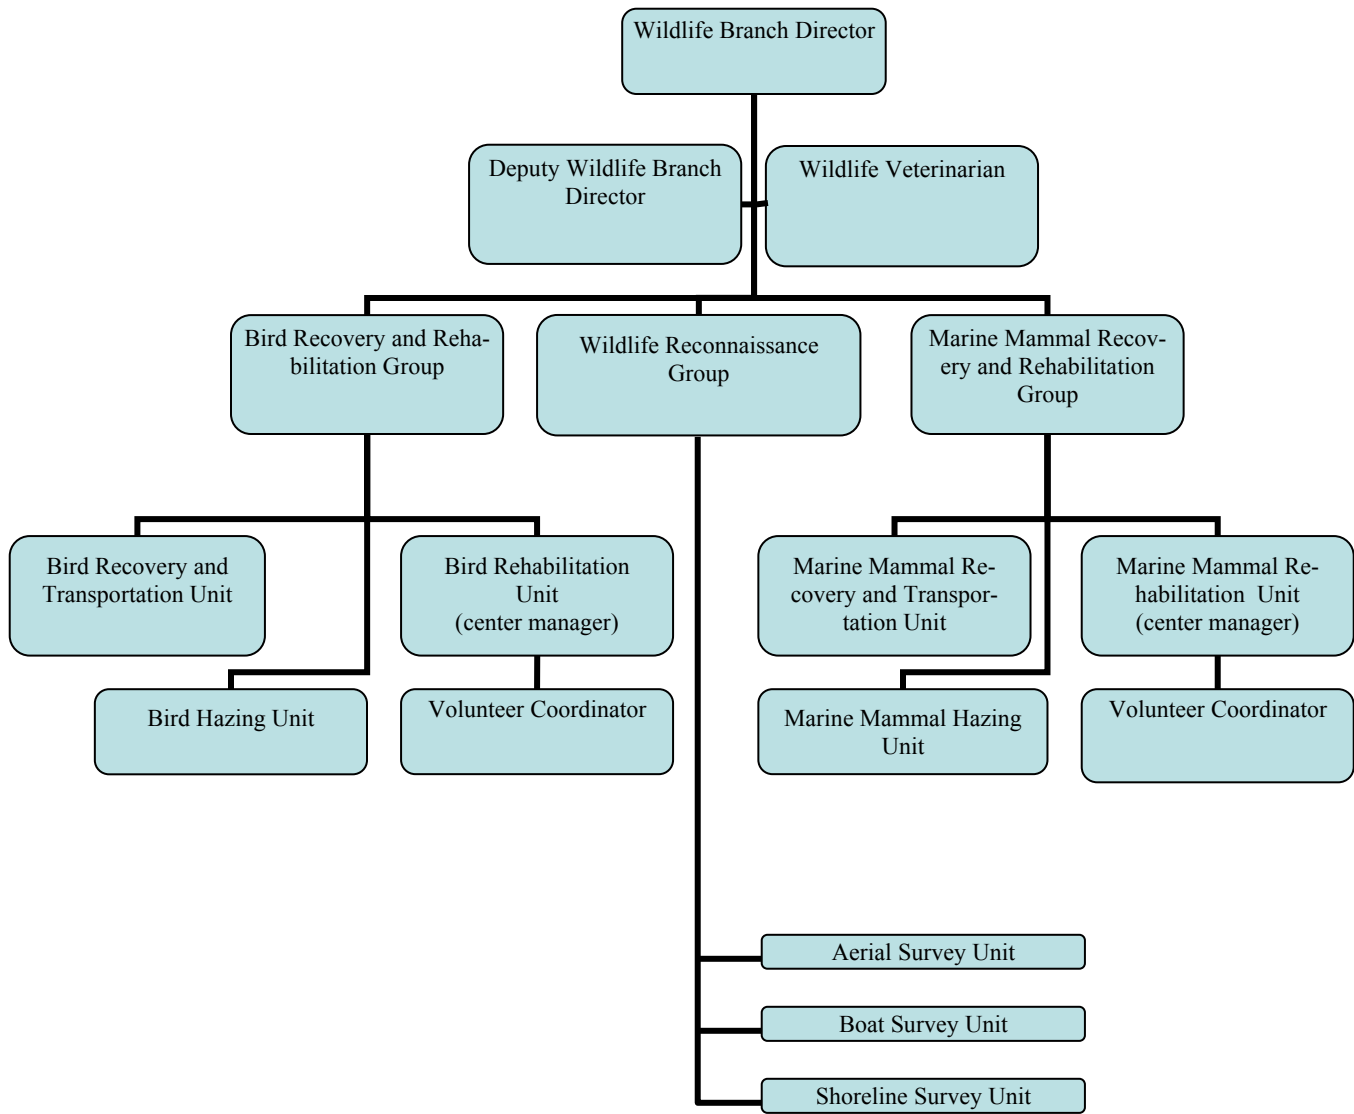 Wildlife Branch Director
Deputy Wildlife Branch
Director
Wildlife Veterinarian
Bird Recovery and Reha-
bilitation Group
Wildlife Reconnaissance
Group
Marine Mammal Recov-
ery and Rehabilitation
Group
Bird Recovery and
Transportation Unit
Bird Rehabilitation
Unit
(center manager)
Marine Mammal Re-
covery and Transpor-
tation Unit
Marine Mammal Re-
habilitation Unit
(center manager)
Bird Hazing Unit
Volunteer Coordinator
Marine Mammal Hazing
Unit
Volunteer Coordinator
Aerial Survey Unit
Boat Survey Unit
Shoreline Survey Unit